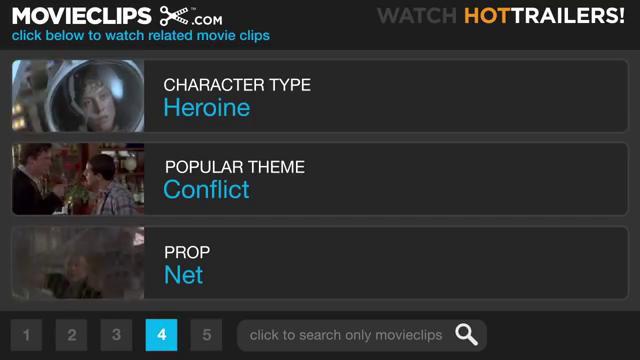 MOVIECLIPS .COM™
WATCH HOTTRAILERS!
click below to watch related movie clips
CHARACTER TYPE
Heroine
POPULAR THEME
Conflict
PROP
Net
1 2 3 4 5 click to search only movieclips